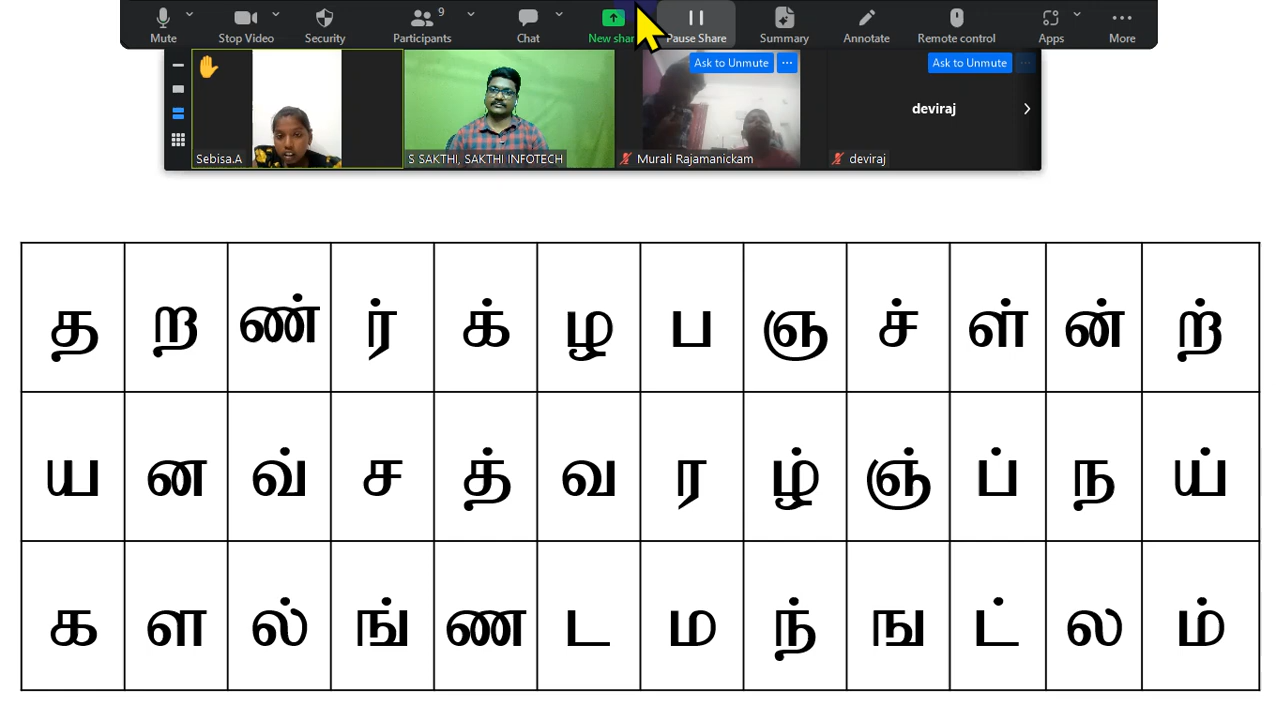 Mute Stop Video Security Participants 9 Chat New Pause Share Summary Annotate Remote control Apps More
Ask to Unmute Ask to Unmute
deviraj
Sebisa.A S SAKTHI, SAKTHI INFOTECH Murali Rajamanickam deviraj
த ற ண் ர் க் ழ ப ஞ ச் ள் ன் ற்
ய ன வ் ச த் வ ர ழ் ஞ் ப் ந ய்
க ள ல் ங் ண ட ம ந் ங ட் ல ம்